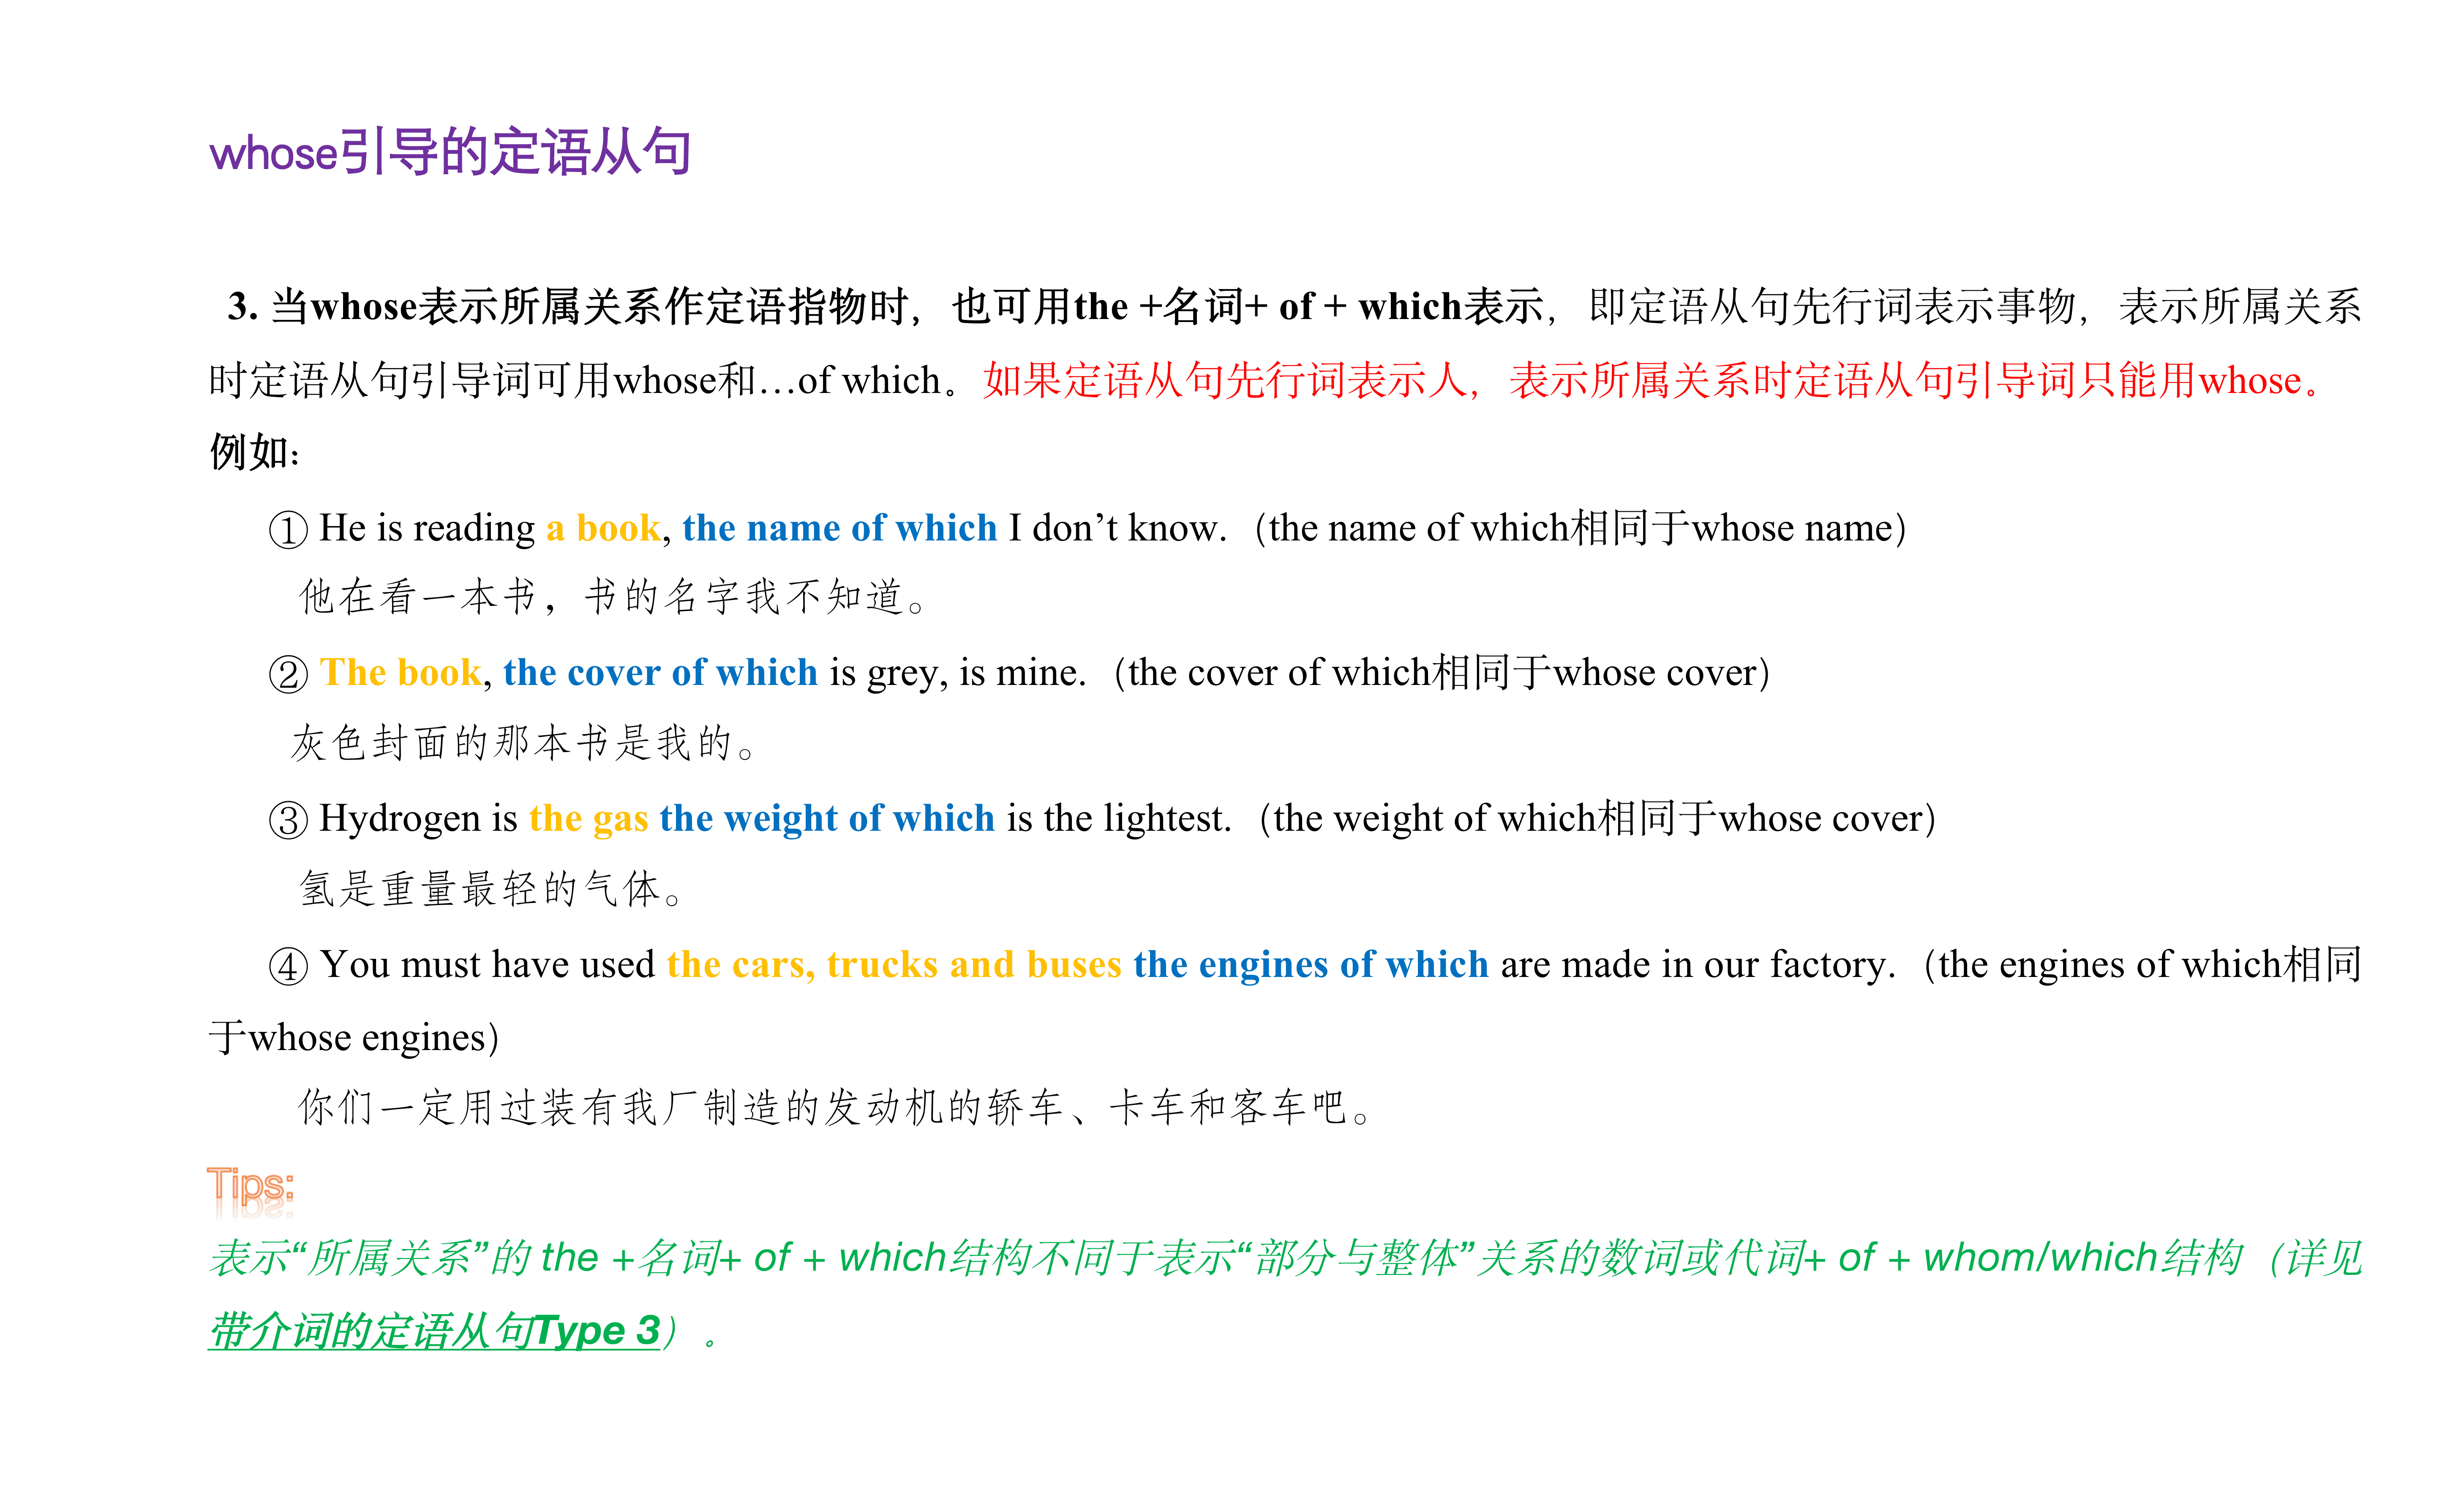 whose引导的定语从句
3. 当whose表示所属关系作定语指物时，也可用the +名词+ of + which表示，即定语从句先行词表示事物，表示所属关系
时定语从句引导词可用whose和…of which。如果定语从句先行词表示人，表示所属关系时定语从句引导词只能用whose。
例如：
① He is reading a book, the name of which I don’t know.（the name of which相同于whose name）
他在看一本书，书的名字我不知道。
② The book, the cover of which is grey, is mine.（the cover of which相同于whose cover）
灰色封面的那本书是我的。
③ Hydrogen is the gas the weight of which is the lightest.（the weight of which相同于whose cover）
氢是重量最轻的气体。
④ You must have used the cars, trucks and buses the engines of which are made in our factory.（the engines of which相同
于whose engines）
你们一定用过装有我厂制造的发动机的轿车、卡车和客车吧。
Tips:
表示“所属关系”的 the +名词+ of + which结构不同于表示“部分与整体”关系的数词或代词+ of + whom/which结构（详见
带介词的定语从句Type 3）。